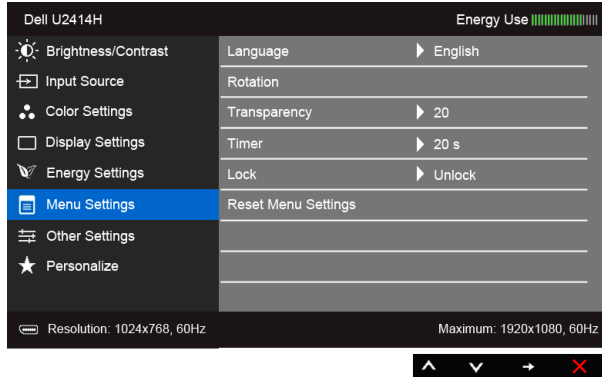 Dell U2414H Energy Use
Brightness/Contrast Language English
Input Source Rotation
Color Settings Transparency 20
Display Settings Timer 20 s
Energy Settings Lock Unlock
Menu Settings Reset Menu Settings
Other Settings
Personalize
Resolution: 1024x768, 60Hz Maximum: 1920x1080, 60Hz